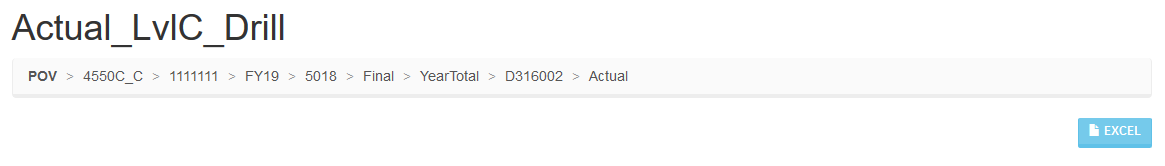 Actual_LvlC_Drill
POV > 4550C_C > 1111111 > FY19 > 5018 > Final > YearTotal > D316002 > Actual
EXCEL